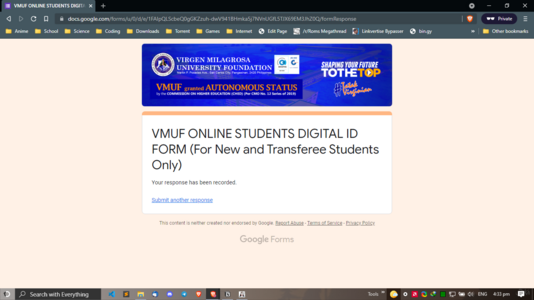 VMUF ONLINE STUDENTS DIGITAL ID
docs.google.com/forms/
formResponse
Private
Anime
School
Science
Coding
Downloads
Torrent
Games
Internet
Edit Page
r/Roms Megathread
Linkvertise Bypasser
bin.gy
Other bookmarks
VIRGEN MILAGROSA
UNIVERSITY FOUNDATION
SHAPING YOUR FUTURE
TO THE TOP
VMUF granted AUTONOMOUS STATUS
by the COMMISSION ON HIGHER EDUCATION (CHED) (Per CMO No. 12 Series of 2019)
VMUF ONLINE STUDENTS DIGITAL ID
FORM (For New and Transferee Students
Only)
Your response has been recorded.
Submit another response
This content is neither created nor endorsed by Google. Report Abuse - Terms of Service - Privacy Policy
Google Forms
Search with Everything
Tools
ENG
4:33 pm